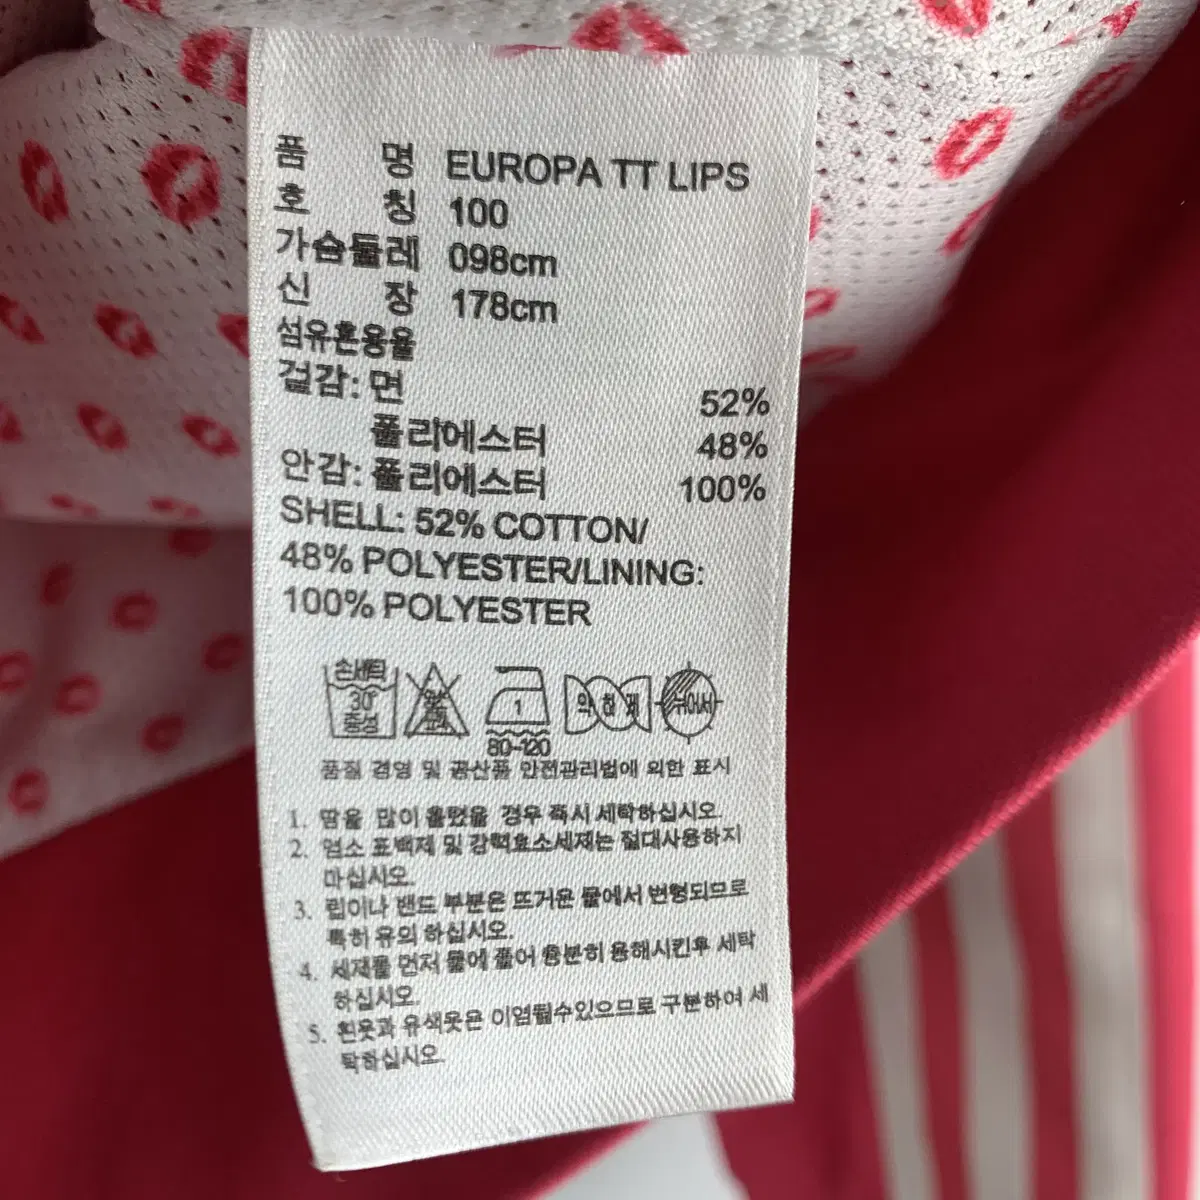 품 명 EUROPA TT LIPS
호 칭 100
가슴둘레 098cm
신 장 178cm
섬유혼용율
겉감: 면 52%
폴리에스터 48%
안감: 폴리에스터 100%
SHELL: 52% COTTON/
48% POLYESTER/LINING:
100% POLYESTER
손세탁
30°
중성
1
약하게
뉘어서
80-120
품질 경영 및 공산품 안전관리법에 의한 표시
1. 땀을 많이 흘렸을 경우 즉시 세탁하십시오.
2. 염소 표백제 및 강력효소세제는 절대사용하지
마십시오.
3. 립이나 밴드 부분은 뜨거운 물에서 변형되므로
특히 유의 하십시오.
4. 세제를 먼저 물에 풀어 충분히 용해시킨후 세탁
하십시오.
5. 흰옷과 유색옷은 이염될수있으므로 구분하여 세
탁하십시오.